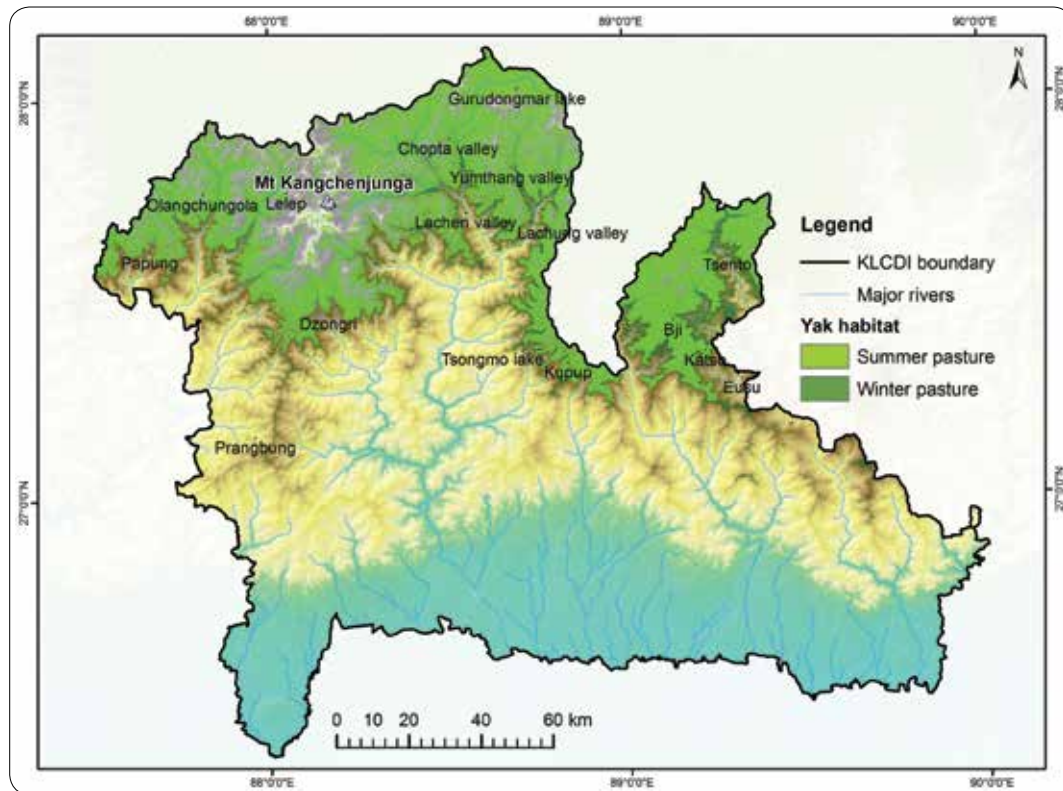 88°0'0"E 89°0'0"E 90°0'0"E
N
28°0'0"N 28°0'0"N
Gurudongmar lake
Chopta valley
Mt Kangchenjunga Yumthang valley
Olangchungola Lelep
Lachen valley
Lachung valley
Papung
Tsento
Dzongri
Bji
Tsongmo lake
Kupup
Katso
Eusu
Prangbung
27°0'0"N 27°0'0"N
Legend
KLCDI boundary
Major rivers
Yak habitat
Summer pasture
Winter pasture
0 10 20 40 60 km
88°0'0"E 89°0'0"E 90°0'0"E